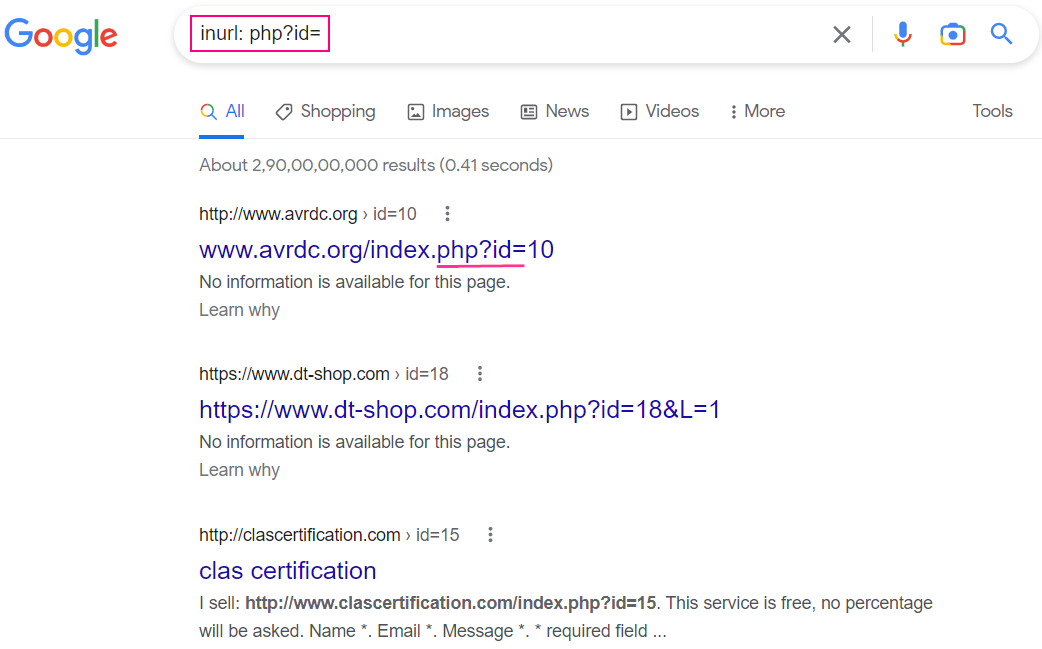 Google
inurl: php?id=
All Shopping Images News Videos More Tools
About 2,90,00,00,000 results (0.41 seconds)
http://www.avrdc.org › id=10
www.avrdc.org/index.php?id=10
No information is available for this page.
Learn why
https://www.dt-shop.com › id=18
https://www.dt-shop.com/index.php?id=18&L=1
No information is available for this page.
Learn why
http://clascertification.com › id=15
clas certification
I sell: http://www.clascertification.com/index.php?id=15. This service is free, no percentage
will be asked. Name *. Email *. Message *. * required field ...